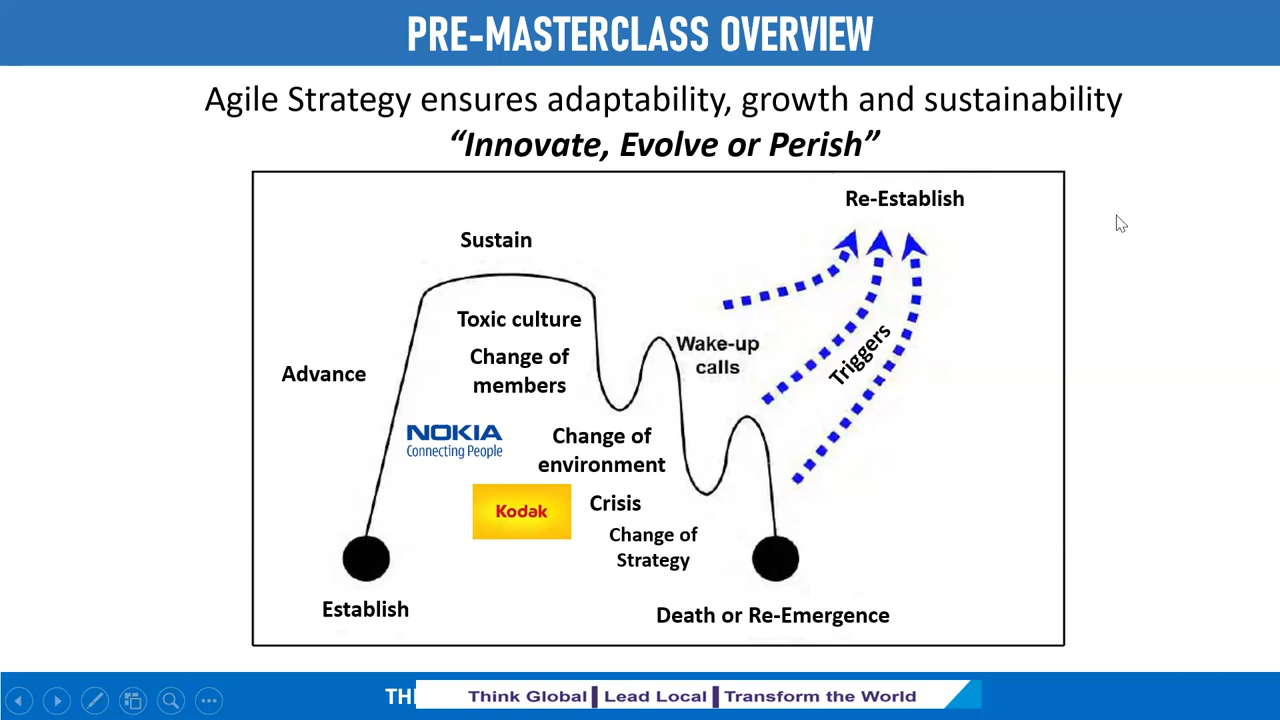 PRE-MASTERCLASS OVERVIEW
Agile Strategy ensures adaptability, growth and sustainability
“Innovate, Evolve or Perish”
Re-Establish
Sustain
Toxic culture
Change of
members
Wake-up
calls
Triggers
Advance
NOKIA
Connecting People
Change of
environment
Kodak
Crisis
Change of
Strategy
Establish
Death or Re-Emergence
Think Global | Lead Local | Transform the World